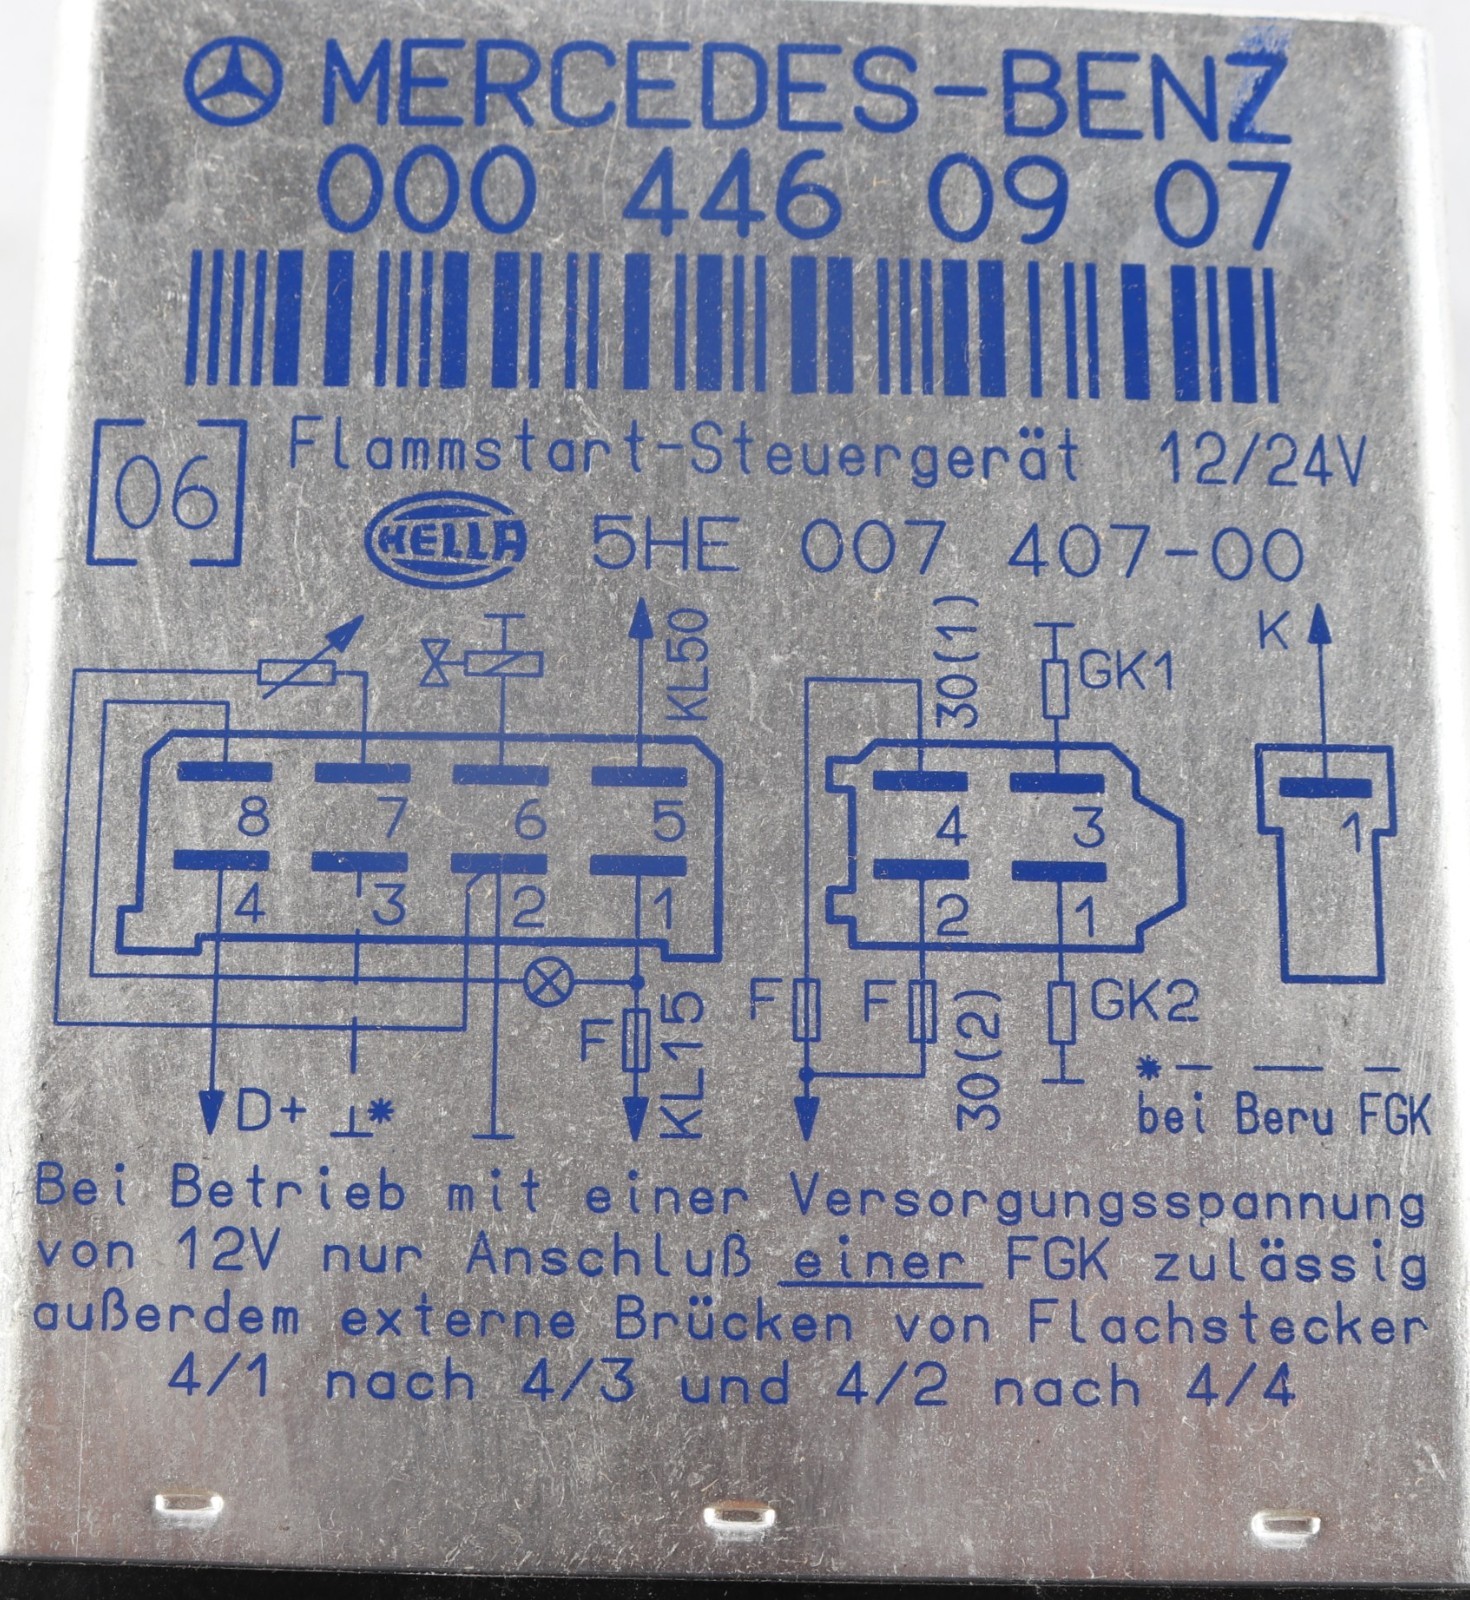 MERCEDES-BENZ
000 446 09 07
06
Flammstart-Steuergerät 12/24V
HELLA 5HE 007 407-00
KL50
30(1)
GK1
K
8 7 6 5
4 3 2 1
4 3
2 1
1
F
KL15
F
F
30(2)
GK2
D+
*
*
bei Beru FGK
Bei Betrieb mit einer Versorgungsspannung
von 12V nur Anschluß einer FGK zulässig
außerdem externe Brücken von Flachstecker
4/1 nach 4/3 und 4/2 nach 4/4